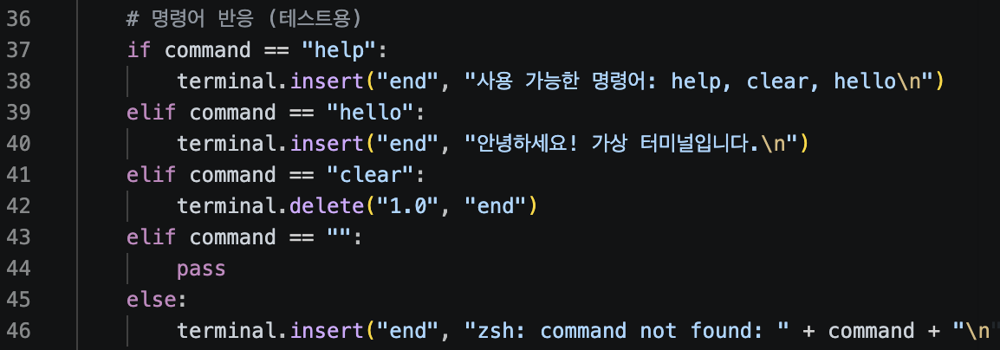 36 # 명령어 반응 (테스트용)
37 if command == "help":
38 terminal.insert("end", "사용 가능한 명령어: help, clear, hello\n")
39 elif command == "hello":
40 terminal.insert("end", "안녕하세요! 가상 터미널입니다.\n")
41 elif command == "clear":
42 terminal.delete("1.0", "end")
43 elif command == "":
44 pass
45 else:
46 terminal.insert("end", "zsh: command not found: " + command + "\n"